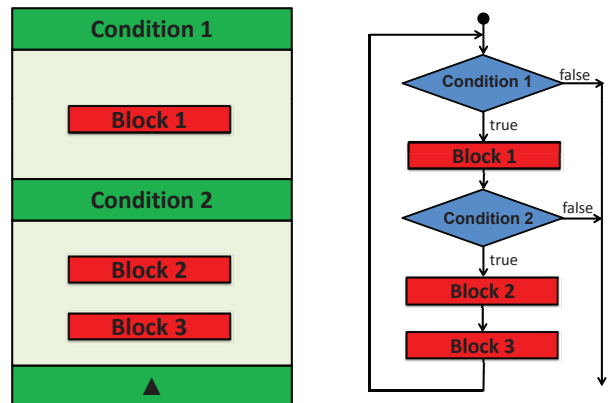 Condition 1
Block 1
Condition 2
Block 2
Block 3
▲
Condition 1
false
true
Block 1
Condition 2
false
true
Block 2
Block 3